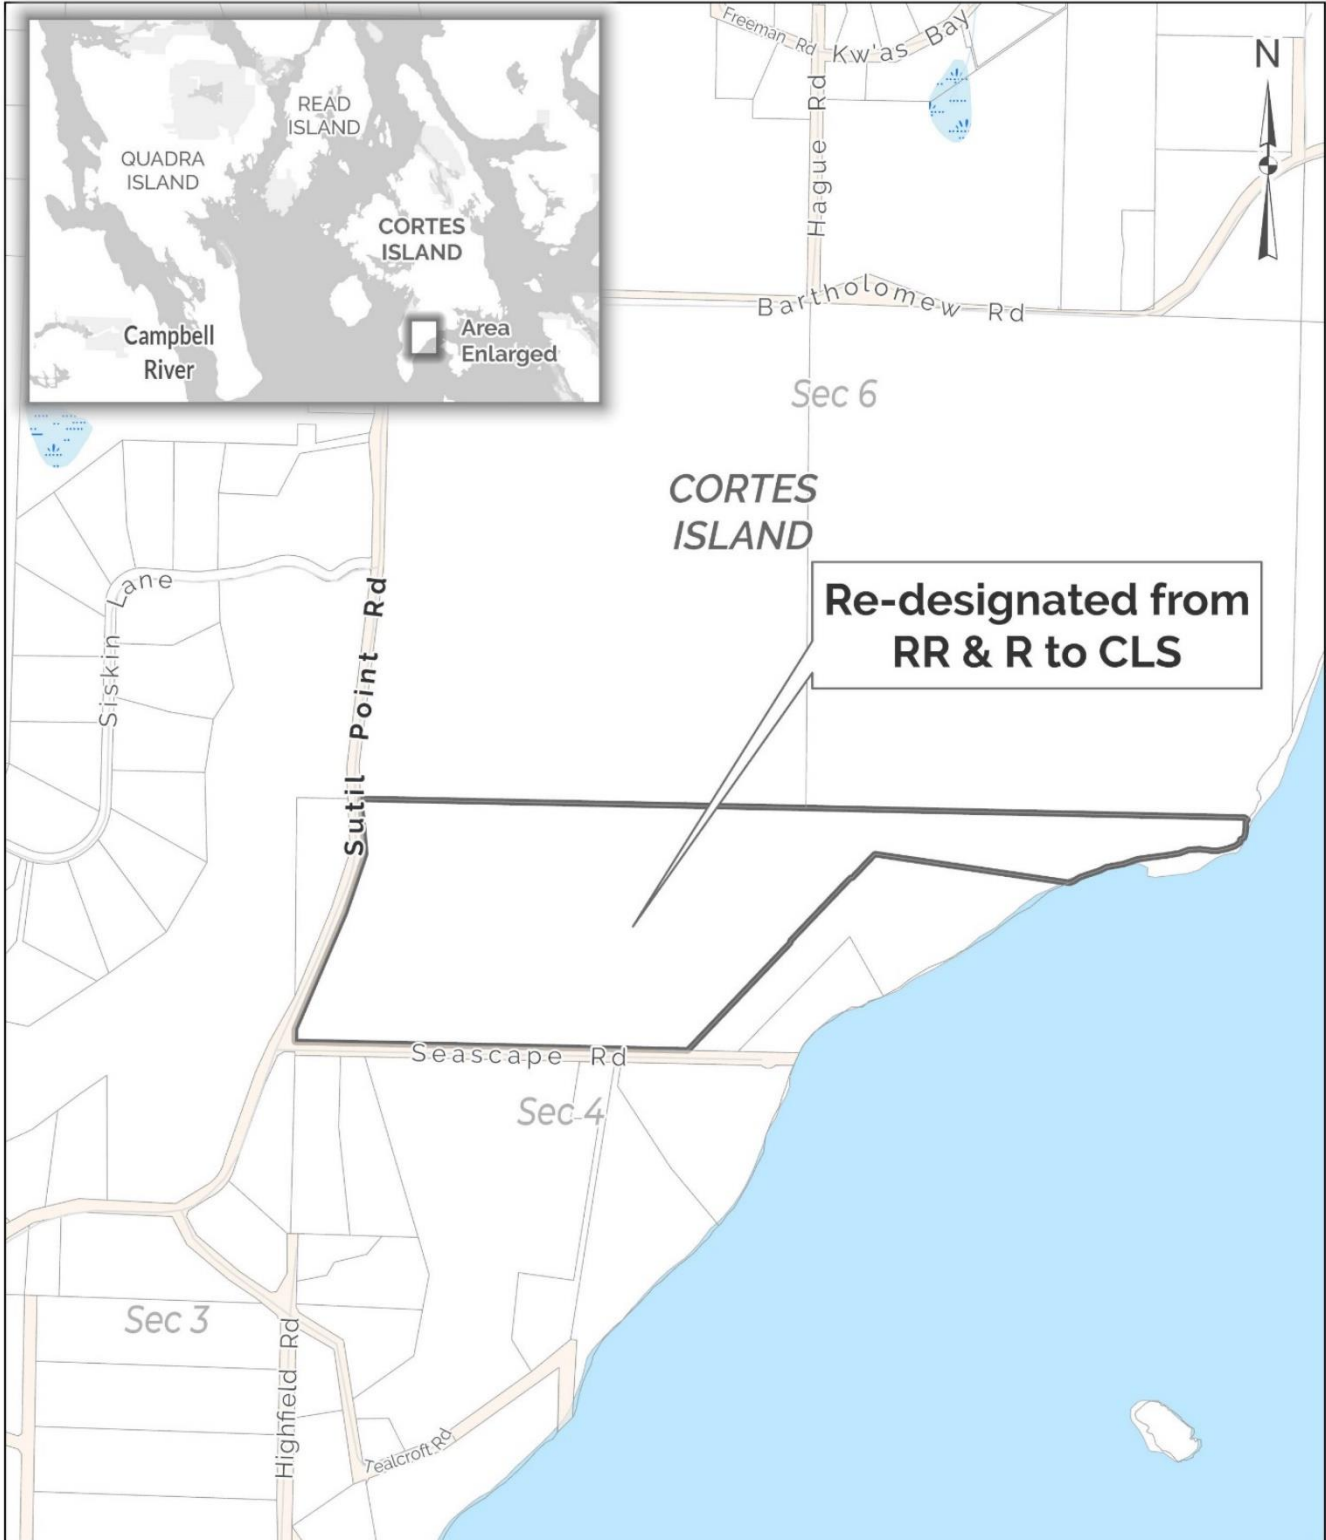 READ
ISLAND
QUADRA
ISLAND
CORTES
ISLAND
Campbell
River
Area
Enlarged
Freeman Rd
Kw'as Bay
N
Hague Rd
Bartholomew Rd
Sec 6
CORTES
ISLAND
Re-designated from
RR & R to CLS
Siskin Lane
Sutil Point Rd
Seascape Rd
Sec 4
Sec 3
Highfield Rd
Tealcroft Rd